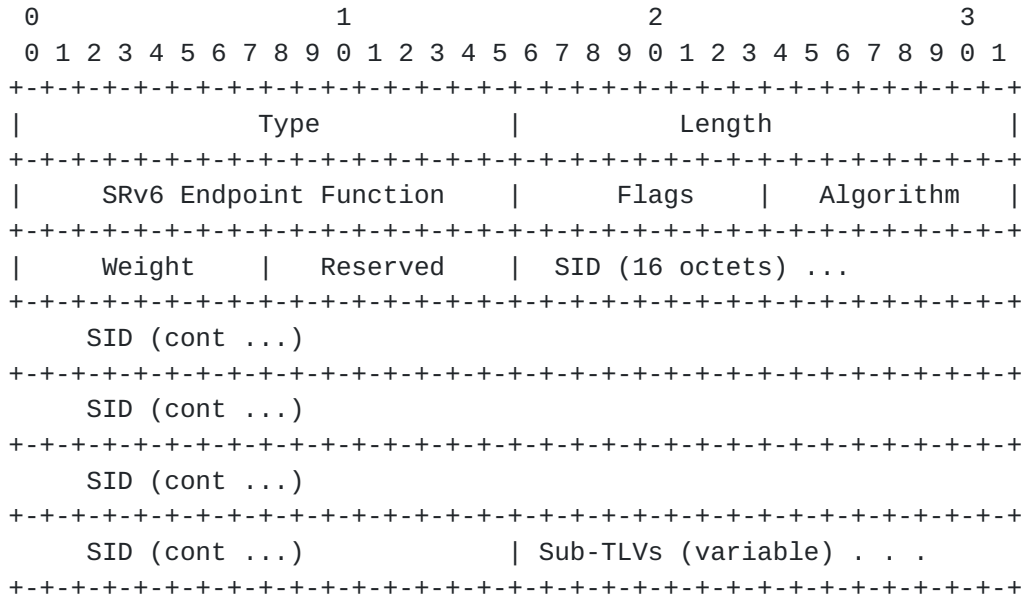 0                   1                   2                   3
 0 1 2 3 4 5 6 7 8 9 0 1 2 3 4 5 6 7 8 9 0 1 2 3 4 5 6 7 8 9 0 1
+-+-+-+-+-+-+-+-+-+-+-+-+-+-+-+-+-+-+-+-+-+-+-+-+-+-+-+-+-+-+-+-+
|               Type            |          Length               |
+-+-+-+-+-+-+-+-+-+-+-+-+-+-+-+-+-+-+-+-+-+-+-+-+-+-+-+-+-+-+-+-+
|     SRv6 Endpoint Function    |      Flags    |   Algorithm   |
+-+-+-+-+-+-+-+-+-+-+-+-+-+-+-+-+-+-+-+-+-+-+-+-+-+-+-+-+-+-+-+-+
|     Weight    |   Reserved    |  SID (16 octets) ...
+-+-+-+-+-+-+-+-+-+-+-+-+-+-+-+-+-+-+-+-+-+-+-+-+-+-+-+-+-+-+-+-+
     SID (cont ...)
+-+-+-+-+-+-+-+-+-+-+-+-+-+-+-+-+-+-+-+-+-+-+-+-+-+-+-+-+-+-+-+-+
     SID (cont ...)
+-+-+-+-+-+-+-+-+-+-+-+-+-+-+-+-+-+-+-+-+-+-+-+-+-+-+-+-+-+-+-+-+
     SID (cont ...)
+-+-+-+-+-+-+-+-+-+-+-+-+-+-+-+-+-+-+-+-+-+-+-+-+-+-+-+-+-+-+-+-+
     SID (cont ...)             | Sub-TLVs (variable) . . .
+-+-+-+-+-+-+-+-+-+-+-+-+-+-+-+-+-+-+-+-+-+-+-+-+-+-+-+-+-+-+-+-+